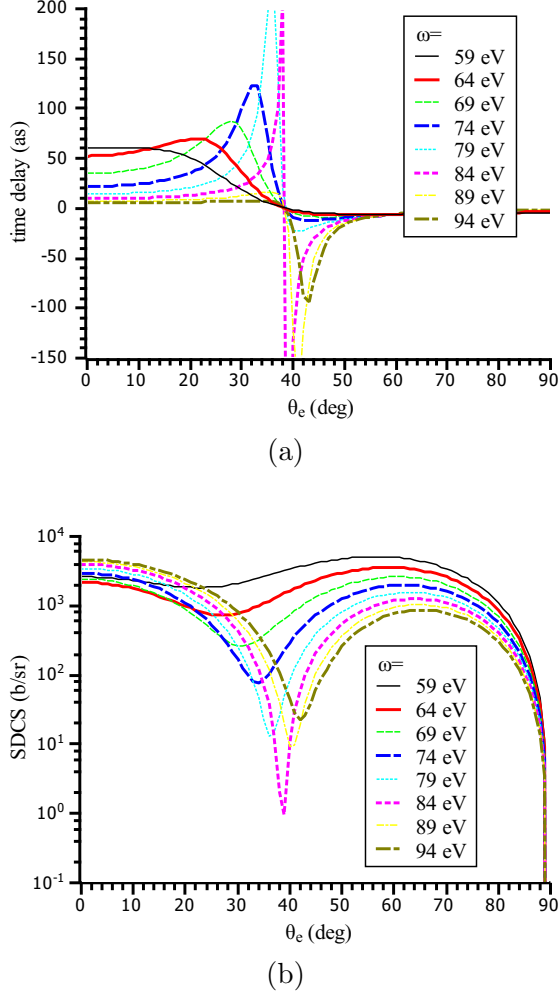 200
150
100
50
0
-50
-100
-150
time delay (as)
ω=
59 eV
64 eV
69 eV
74 eV
79 eV
84 eV
89 eV
94 eV
0 10 20 30 40 50 60 70 80 90
θe (deg)
(a)
10^4
10^3
10^2
10^1
10^0
10^-1
SDCS (b/sr)
ω=
59 eV
64 eV
69 eV
74 eV
79 eV
84 eV
89 eV
94 eV
0 10 20 30 40 50 60 70 80 90
θe (deg)
(b)